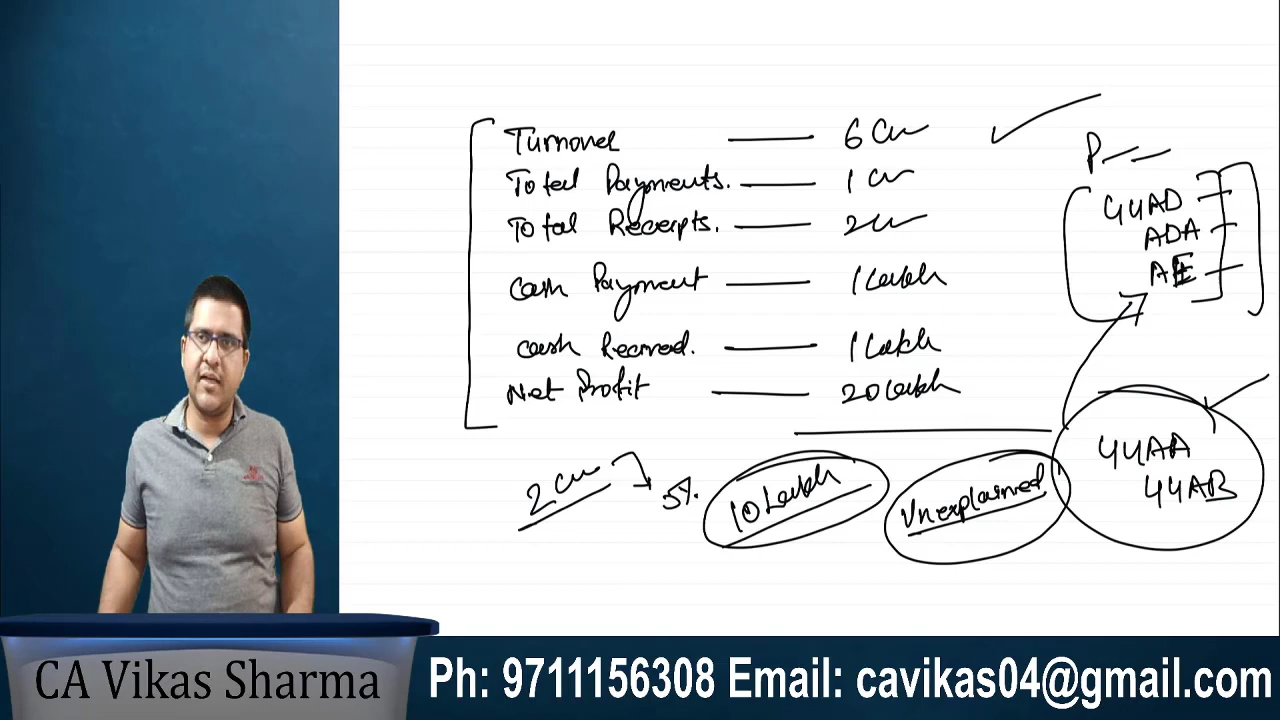 Turnover — 6 Cr
Total Payments. — 1 Cr
Total Receipts. — 2 Cr
Cash Payment — 1 Lakh
Cash Received. — 1 Lakh
Net Profit — 20 Lakh
P
44AD
ADA
AE
2 Cr
5%.
10 Lakh
Unexplained
44AA
44AB
CA Vikas Sharma
Ph: 9711156308 Email: cavikas04@gmail.com